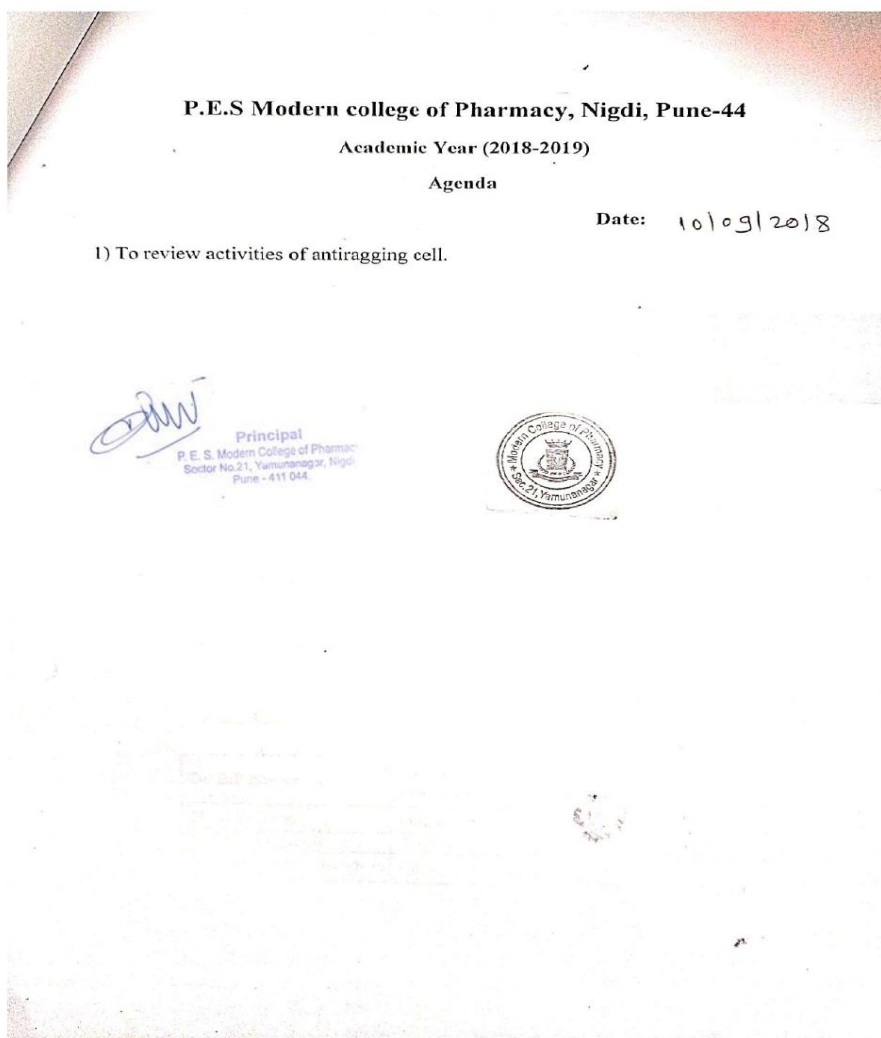 P.E.S Modern college of Pharmacy, Nigdi, Pune-44
Academic Year (2018-2019)
Agenda
Date: 10/09/2018
1) To review activities of antiragging cell.
Principal
P. E. S. Modern College of Pharmac
Sector No.21, Yamunanagar, Nigdi
Pune - 411 044.
Modern College of Pharmacy
Sec.21, Yamunanagar